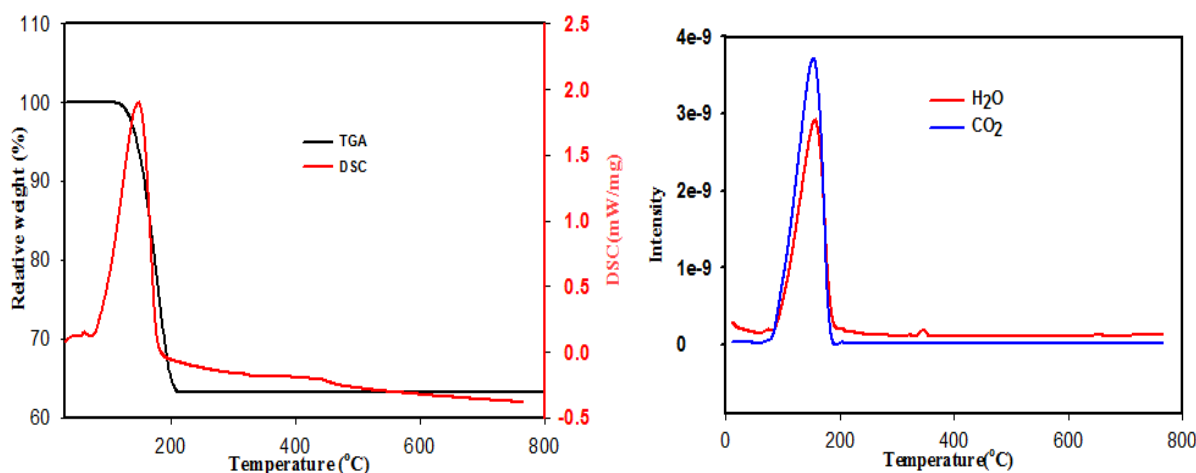 110
100
90
80
70
60
Relative weight (%)
200
400
600
800
Temperature(°C)
TGA
DSC
2.5
2.0
1.5
1.0
0.5
0.0
-0.5
DSC(mW/mg)
4e-9
3e-9
2e-9
1e-9
0
Intensity
0
200
400
600
800
Temperature (°C)
H2O
CO2